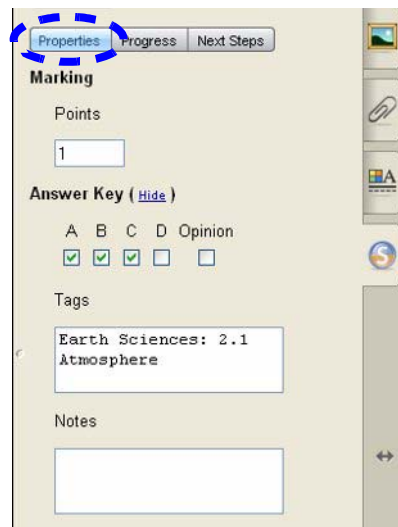 Properties Progress Next Steps
Marking
Points
1
Answer Key ( Hide )
A B C D Opinion
Tags
Earth Sciences: 2.1
Atmosphere
Notes